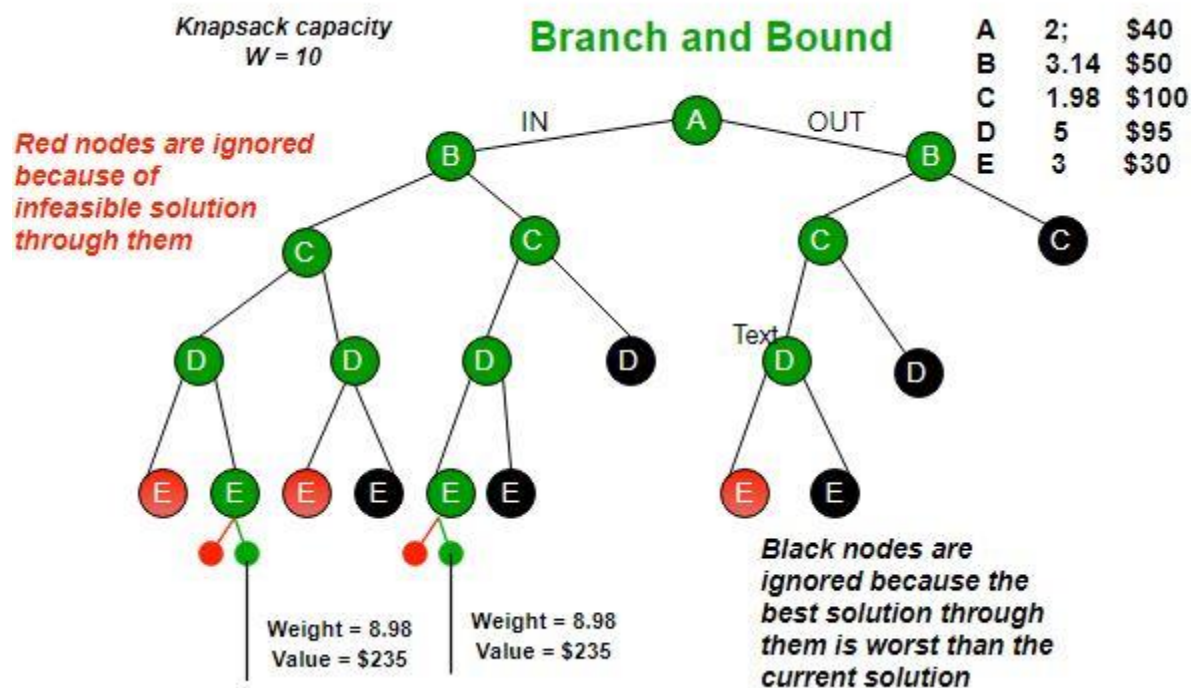 Knapsack capacity
W = 10
Branch and Bound
A 2; $40
B 3.14 $50
C 1.98 $100
D 5 $95
E 3 $30
Red nodes are ignored
because of
infeasible solution
through them
A
IN OUT
B B
C C C C
D D D D Text D D
E E E E E E E E
Weight = 8.98
Value = $235
Weight = 8.98
Value = $235
Black nodes are
ignored because the
best solution through
them is worst than the
current solution